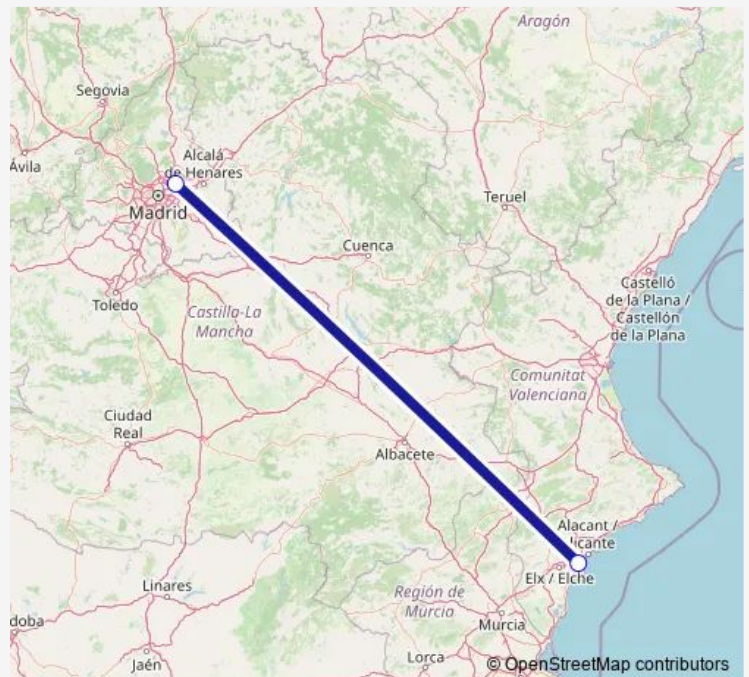 Aragón
Segovia
Ávila
Alcalá
de Henares
Teruel
Madrid
Cuenca
Castelló
de la Plana /
Castellón
de la Plana
Toledo
Castilla-La
Mancha
Comunitat
Valenciana
Ciudad
Real
Albacete
Alacant /
licante
Elx / Elche
Linares
Región de
Murcia
doba
Murcia
Jaén
Lorca
© OpenStreetMap contributors